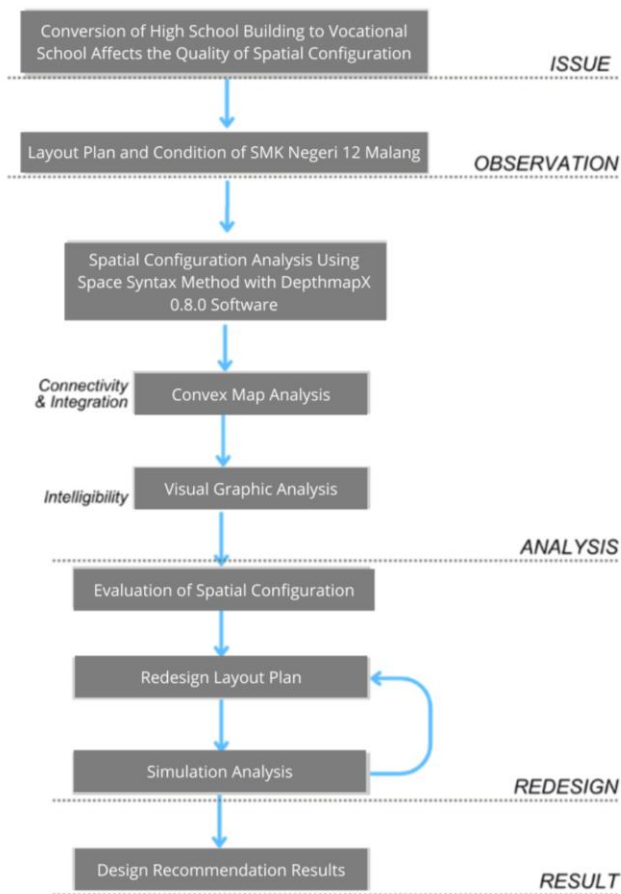 Conversion of High School Building to Vocational
School Affects the Quality of Spatial Configuration
ISSUE
Layout Plan and Condition of SMK Negeri 12 Malang
OBSERVATION
Spatial Configuration Analysis Using
Space Syntax Method with DepthmapX
0.8.0 Software
Connectivity
& Integration
Convex Map Analysis
Intelligibility
Visual Graphic Analysis
ANALYSIS
Evaluation of Spatial Configuration
Redesign Layout Plan
Simulation Analysis
REDESIGN
Design Recommendation Results
RESULT